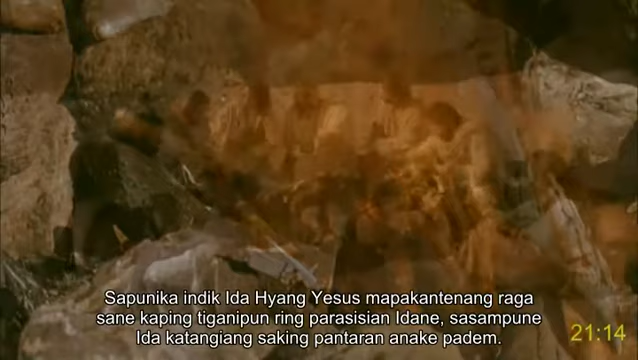 Sapunika indik Ida Hyang Yesus mapakantenang raga
sane kaping tiganipun ring parasisian Idane, sasampune
Ida katangiang saking pantaran anake padem.
21:14